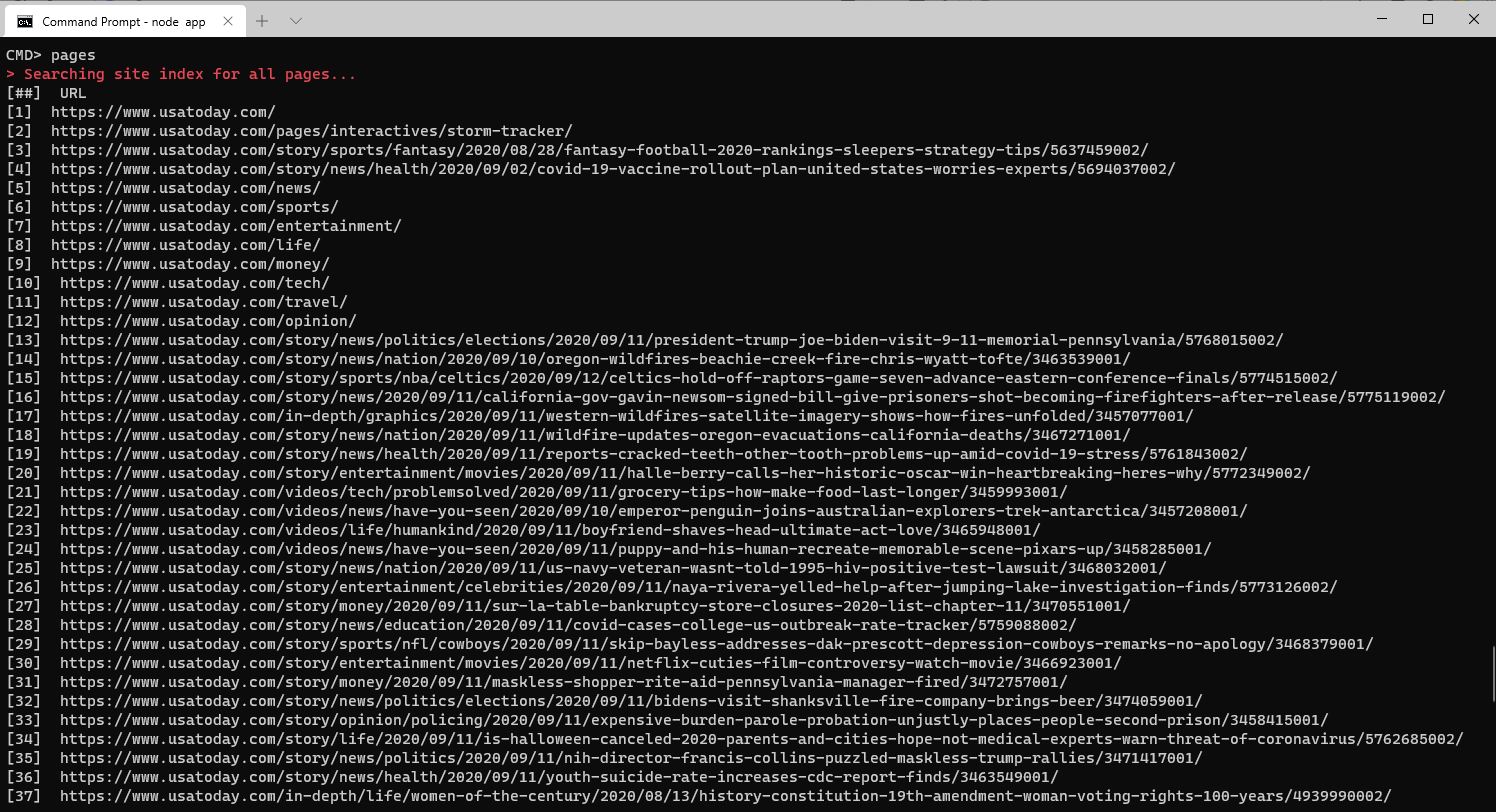 Command Prompt - node app
CMD> pages
> Searching site index for all pages...
[##]  URL
[1]  https://www.usatoday.com/
[2]  https://www.usatoday.com/pages/interactives/storm-tracker/
[3]  https://www.usatoday.com/story/sports/fantasy/2020/08/28/fantasy-football-2020-rankings-sleepers-strategy-tips/5637459002/
[4]  https://www.usatoday.com/story/news/health/2020/09/02/covid-19-vaccine-rollout-plan-united-states-worries-experts/5694037002/
[5]  https://www.usatoday.com/news/
[6]  https://www.usatoday.com/sports/
[7]  https://www.usatoday.com/entertainment/
[8]  https://www.usatoday.com/life/
[9]  https://www.usatoday.com/money/
[10]  https://www.usatoday.com/tech/
[11]  https://www.usatoday.com/travel/
[12]  https://www.usatoday.com/opinion/
[13]  https://www.usatoday.com/story/news/politics/elections/2020/09/11/president-trump-joe-biden-visit-9-11-memorial-pennsylvania/5768015002/
[14]  https://www.usatoday.com/story/news/nation/2020/09/10/oregon-wildfires-beachie-creek-fire-chris-wyatt-tofte/3463539001/
[15]  https://www.usatoday.com/story/sports/nba/celtics/2020/09/12/celtics-hold-off-raptors-game-seven-advance-eastern-conference-finals/5774515002/
[16]  https://www.usatoday.com/story/news/2020/09/11/california-gov-gavin-newsom-signed-bill-give-prisoners-shot-becoming-firefighters-after-release/5775119002/
[17]  https://www.usatoday.com/in-depth/graphics/2020/09/11/western-wildfires-satellite-imagery-shows-how-fires-unfolded/3457077001/
[18]  https://www.usatoday.com/story/news/nation/2020/09/11/wildfire-updates-oregon-evacuations-california-deaths/3467271001/
[19]  https://www.usatoday.com/story/news/health/2020/09/11/reports-cracked-teeth-other-tooth-problems-up-amid-covid-19-stress/5761843002/
[20]  https://www.usatoday.com/story/entertainment/movies/2020/09/11/halle-berry-calls-her-historic-oscar-win-heartbreaking-heres-why/5772349002/
[21]  https://www.usatoday.com/videos/tech/problemsolved/2020/09/11/grocery-tips-how-make-food-last-longer/3459993001/
[22]  https://www.usatoday.com/videos/news/have-you-seen/2020/09/10/emperor-penguin-joins-australian-explorers-trek-antarctica/3457208001/
[23]  https://www.usatoday.com/videos/life/humankind/2020/09/11/boyfriend-shaves-head-ultimate-act-love/3465948001/
[24]  https://www.usatoday.com/videos/news/have-you-seen/2020/09/11/puppy-and-his-human-recreate-memorable-scene-pixars-up/3458285001/
[25]  https://www.usatoday.com/story/news/nation/2020/09/11/us-navy-veteran-wasnt-told-1995-hiv-positive-test-lawsuit/3468032001/
[26]  https://www.usatoday.com/story/entertainment/celebrities/2020/09/11/naya-rivera-yelled-help-after-jumping-lake-investigation-finds/5773126002/
[27]  https://www.usatoday.com/story/money/2020/09/11/sur-la-table-bankruptcy-store-closures-2020-list-chapter-11/3470551001/
[28]  https://www.usatoday.com/story/news/education/2020/09/11/covid-cases-college-us-outbreak-rate-tracker/5759088002/
[29]  https://www.usatoday.com/story/sports/nfl/cowboys/2020/09/11/skip-bayless-addresses-dak-prescott-depression-cowboys-remarks-no-apology/3468379001/
[30]  https://www.usatoday.com/story/entertainment/movies/2020/09/11/netflix-cuties-film-controversy-watch-movie/3466923001/
[31]  https://www.usatoday.com/story/money/2020/09/11/maskless-shopper-rite-aid-pennsylvania-manager-fired/3472757001/
[32]  https://www.usatoday.com/story/news/politics/elections/2020/09/11/bidens-visit-shanksville-fire-company-brings-beer/3474059001/
[33]  https://www.usatoday.com/story/opinion/policing/2020/09/11/expensive-burden-parole-probation-unjustly-places-people-second-prison/3458415001/
[34]  https://www.usatoday.com/story/life/2020/09/11/is-halloween-canceled-2020-parents-and-cities-hope-not-medical-experts-warn-threat-of-coronavirus/5762685002/
[35]  https://www.usatoday.com/story/news/politics/2020/09/11/nih-director-francis-collins-puzzled-maskless-trump-rallies/3471417001/
[36]  https://www.usatoday.com/story/news/health/2020/09/11/youth-suicide-rate-increases-cdc-report-finds/3463549001/
[37]  https://www.usatoday.com/in-depth/life/women-of-the-century/2020/08/13/history-constitution-19th-amendment-woman-voting-rights-100-years/4939990002/